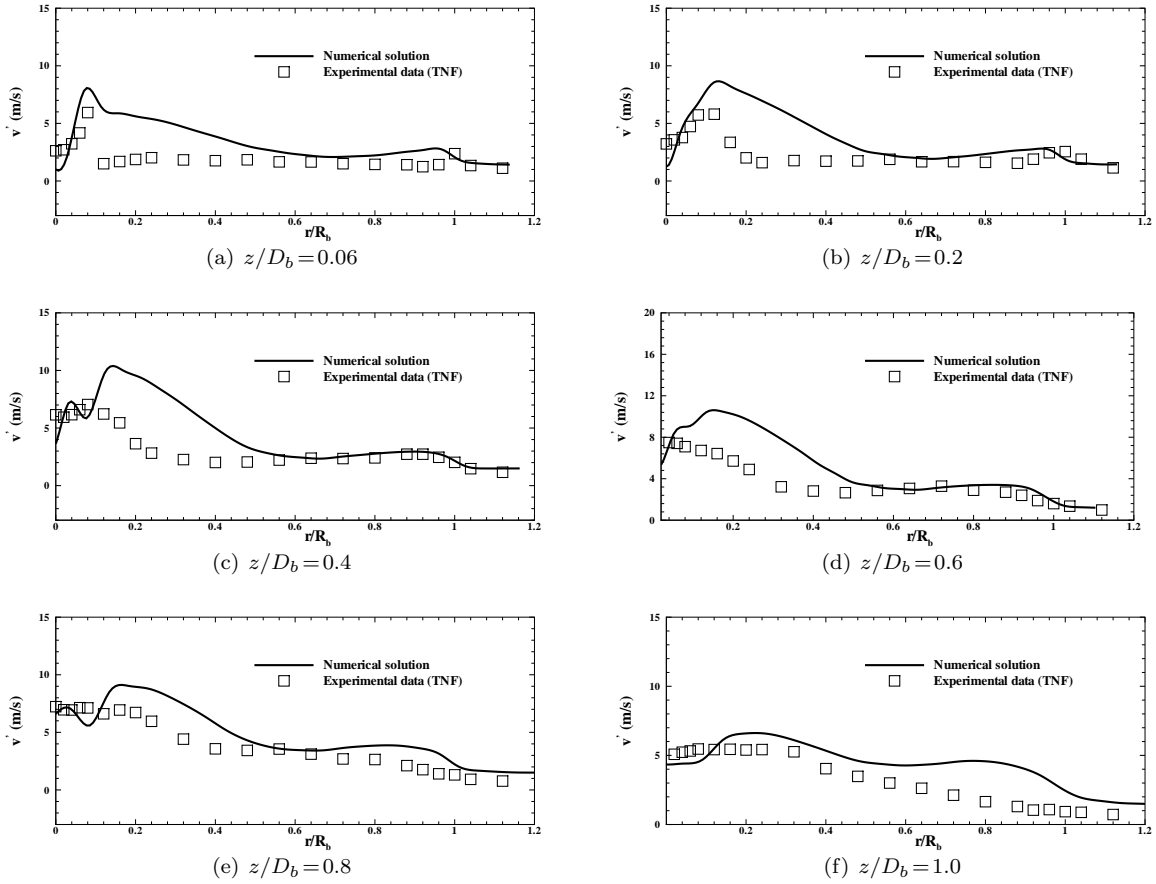 15
10
5
0
v' (m/s)
Numerical solution
Experimental data (TNF)
0 0.2 0.4 0.6 0.8 1 1.2
r/R_b
(a) z/D_b=0.06
15
10
5
0
v' (m/s)
Numerical solution
Experimental data (TNF)
0 0.2 0.4 0.6 0.8 1 1.2
r/R_b
(b) z/D_b=0.2
15
10
5
0
v' (m/s)
Numerical solution
Experimental data (TNF)
0 0.2 0.4 0.6 0.8 1 1.2
r/R_b
(c) z/D_b=0.4
20
16
12
8
4
0
v' (m/s)
Numerical solution
Experimental data (TNF)
0.2 0.4 0.6 0.8 1 1.2
r/R_b
(d) z/D_b=0.6
15
10
5
0
v' (m/s)
Numerical solution
Experimental data (TNF)
0 0.2 0.4 0.6 0.8 1 1.2
r/R_b
(e) z/D_b=0.8
15
10
5
0
v' (m/s)
Numerical solution
Experimental data (TNF)
0.2 0.4 0.6 0.8 1 1.2
r/R_b
(f) z/D_b=1.0